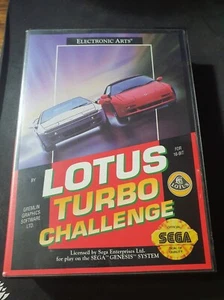 ELECTRONIC ARTS®
LOTUS
TURBO
CHALLENGE
BY
GREMLIN
GRAPHICS
SOFTWARE
LTD.
FOR
16-BIT
LOTUS
SEGA
Licensed by Sega Enterprises Ltd.
for play on the SEGA™ GENESIS™ SYSTEM